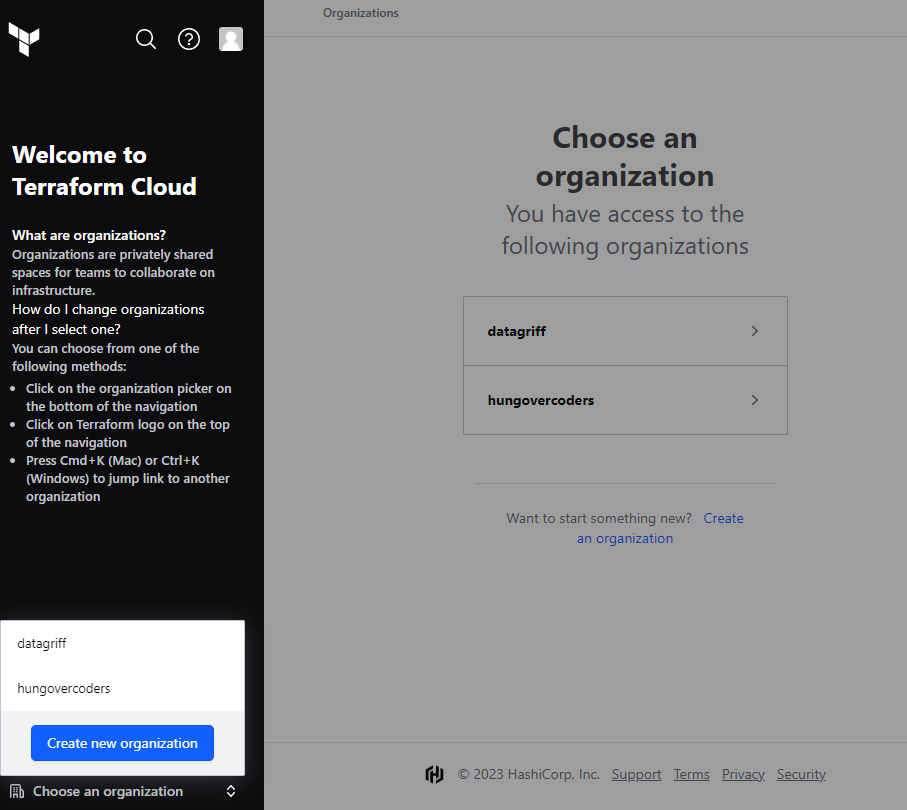 Welcome to
Terraform Cloud
What are organizations?
Organizations are privately shared
spaces for teams to collaborate on
infrastructure.
How do I change organizations
after I select one?
You can choose from one of the
following methods:
Click on the organization picker on
the bottom of the navigation
Click on Terraform logo on the top
of the navigation
Press Cmd+K (Mac) or Ctrl+K
(Windows) to jump link to another
organization
datagriff
hungovercoders
Create new organization
Choose an organization
Organizations
Choose an
organization
You have access to the
following organizations
datagriff
hungovercoders
Want to start something new? Create
an organization
© 2023 HashiCorp, Inc. Support Terms Privacy Security